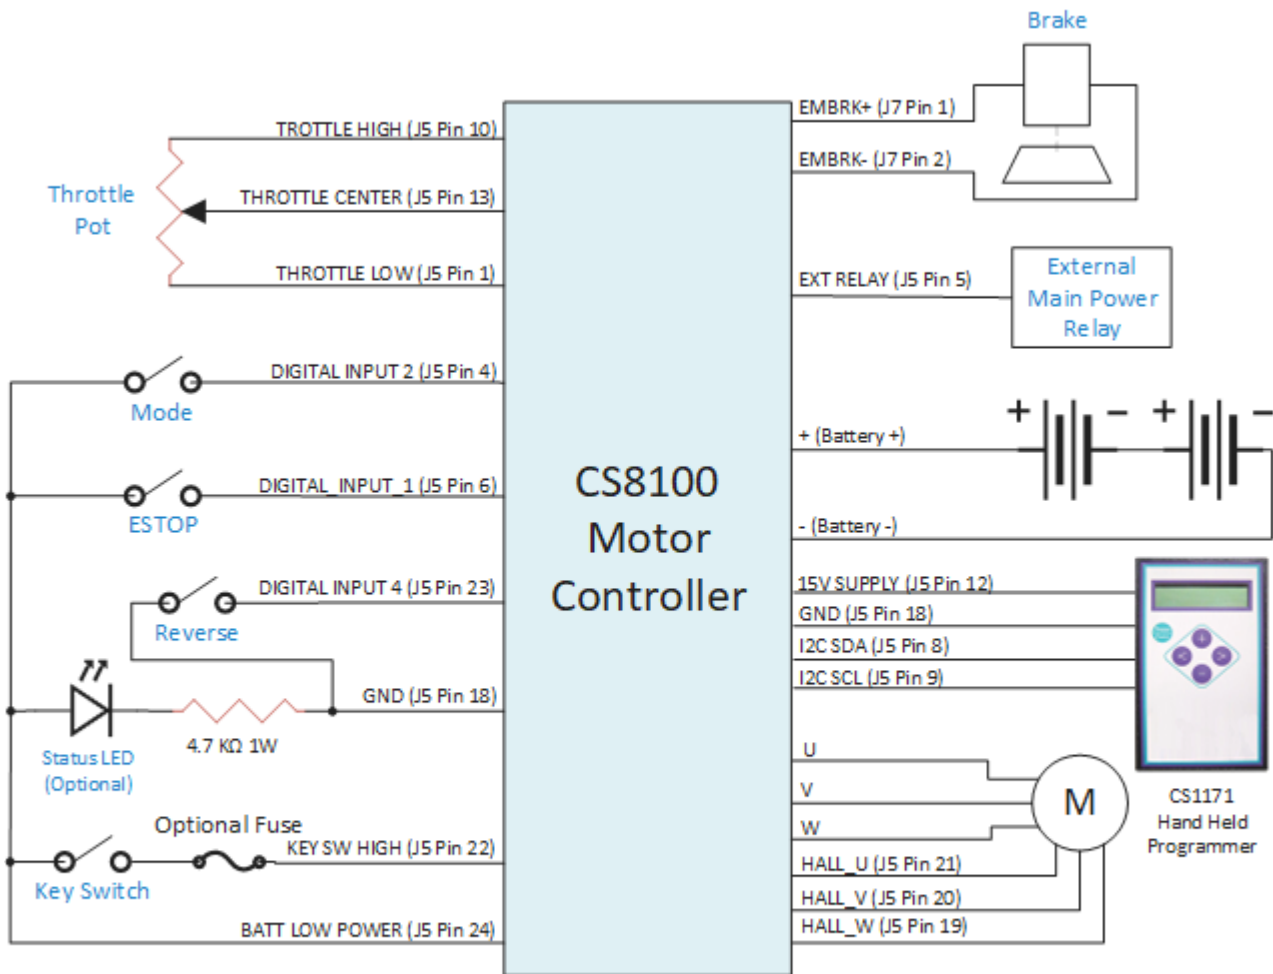 Brake
TROTTLE HIGH (J5 Pin 10)
EMBRK+ (J7 Pin 1)
Throttle
Pot
THROTTLE CENTER (J5 Pin 13)
EMBRK- (J7 Pin 2)
THROTTLE LOW (J5 Pin 1)
EXT RELAY (J5 Pin 5)
External
Main Power
Relay
DIGITAL INPUT 2 (J5 Pin 4)
Mode
+ - + -
+ (Battery +)
DIGITAL_INPUT_1 (J5 Pin 6)
ESTOP
CS8100
Motor
Controller
- (Battery -)
DIGITAL INPUT 4 (J5 Pin 23)
Reverse
15V SUPPLY (J5 Pin 12)
GND (J5 Pin 18)
I2C SDA (J5 Pin 8)
I2C SCL (J5 Pin 9)
GND (J5 Pin 18)
4.7 KΩ 1W
Status LED
(Optional)
U
V
W
M
CS1171
Hand Held
Programmer
Optional Fuse
KEY SW HIGH (J5 Pin 22)
Key Switch
HALL_U (J5 Pin 21)
HALL_V (J5 Pin 20)
HALL_W (J5 Pin 19)
BATT LOW POWER (J5 Pin 24)